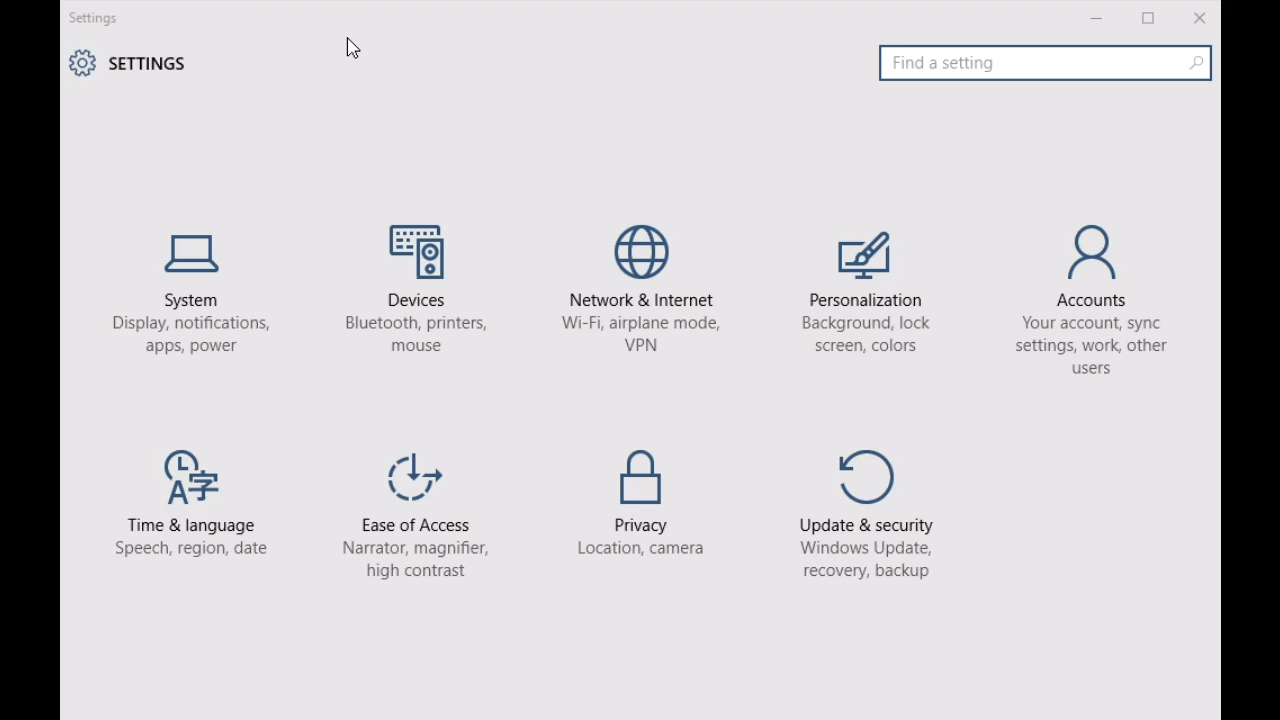 Settings
SETTINGS
Find a setting
System
Display, notifications,
apps, power
Devices
Bluetooth, printers,
mouse
Network & Internet
Wi-Fi, airplane mode,
VPN
Personalization
Background, lock
screen, colors
Accounts
Your account, sync
settings, work, other
users
A字
Time & language
Speech, region, date
Ease of Access
Narrator, magnifier,
high contrast
Privacy
Location, camera
Update & security
Windows Update,
recovery, backup